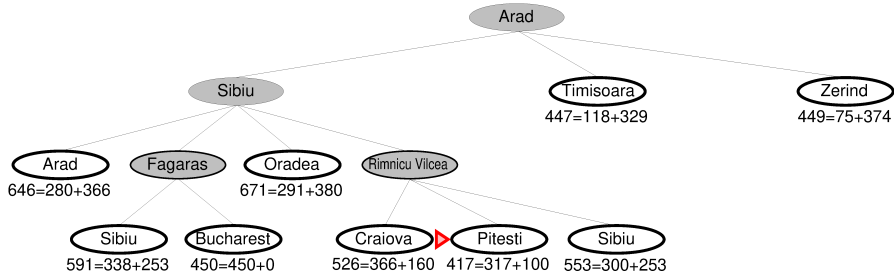 Arad
Sibiu
Timisoara
Zerind
447=118+329
449=75+374
Arad
Fagaras
Oradea
Rimnicu Vilcea
646=280+366
671=291+380
Sibiu
Bucharest
Craiova
Pitesti
Sibiu
591=338+253
450=450+0
526=366+160
417=317+100
553=300+253